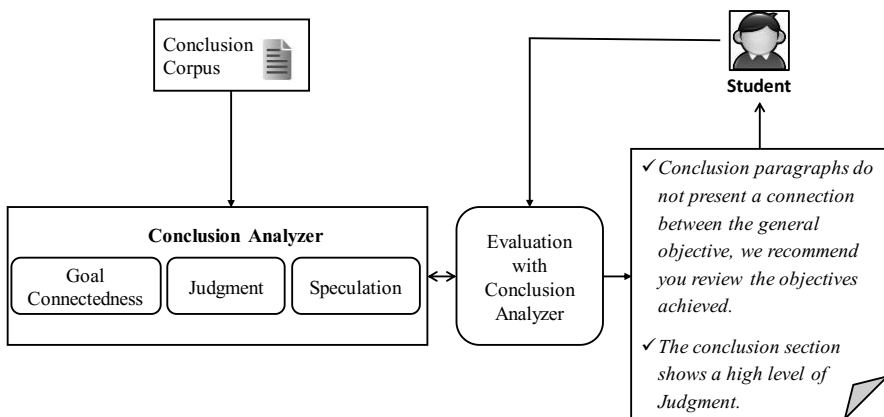 Conclusion
Corpus
Student
Conclusion Analyzer
Goal
Connectedness
Judgment
Speculation
Evaluation
with
Conclusion
Analyzer
✓ Conclusion paragraphs do
not present a connection
between the general
objective, we recommend
you review the objectives
achieved.
✓ The conclusion section
shows a high level of
Judgment.